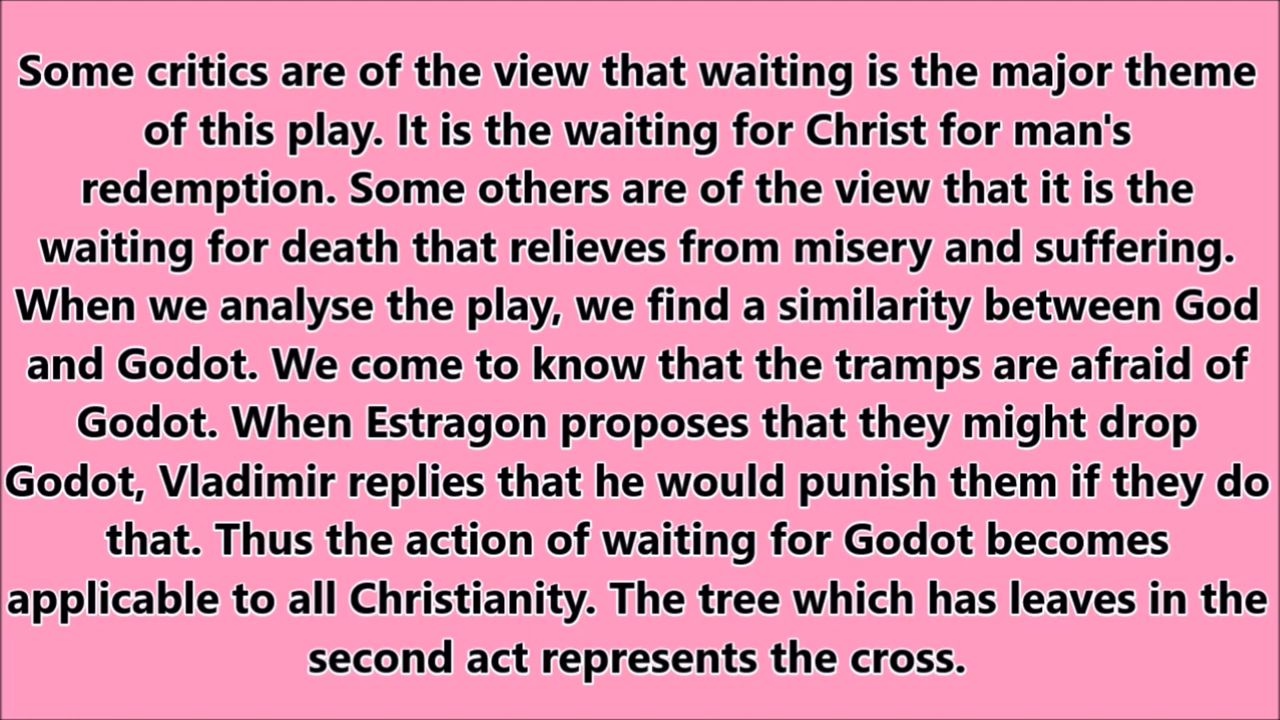 Some critics are of the view that waiting is the major theme
of this play. It is the waiting for Christ for man's
redemption. Some others are of the view that it is the
waiting for death that relieves from misery and suffering.
When we analyse the play, we find a similarity between God
and Godot. We come to know that the tramps are afraid of
Godot. When Estragon proposes that they might drop
Godot, Vladimir replies that he would punish them if they do
that. Thus the action of waiting for Godot becomes
applicable to all Christianity. The tree which has leaves in the
second act represents the cross.